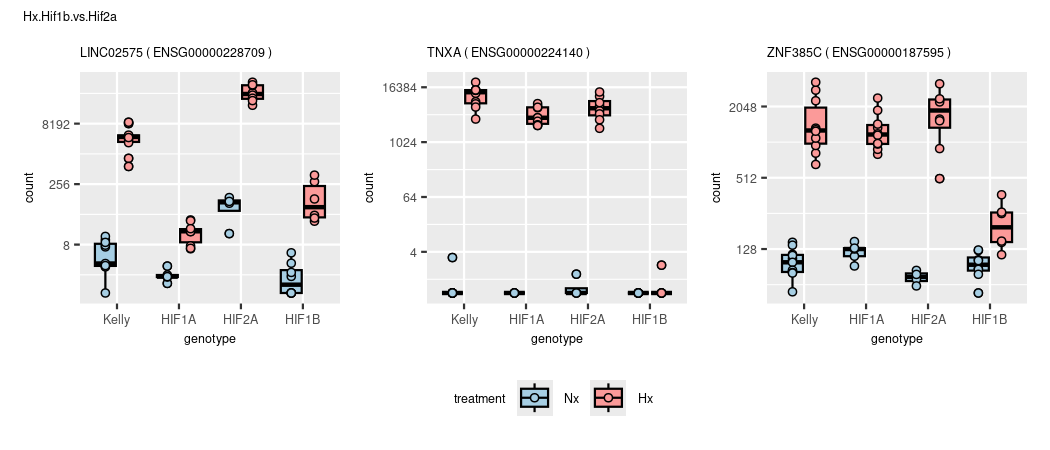 Hx.Hif1b.vs.Hif2a
LINC02575 ( ENSG00000228709 )
TNXA ( ENSG00000224140 )
ZNF385C ( ENSG00000187595 )
count
8192
256
8
Kelly
HIF1A
HIF2A
HIF1B
genotype
count
16384
1024
64
4
Kelly
HIF1A
HIF2A
HIF1B
genotype
count
2048
512
128
Kelly
HIF1A
HIF2A
HIF1B
genotype
treatment
Nx
Hx